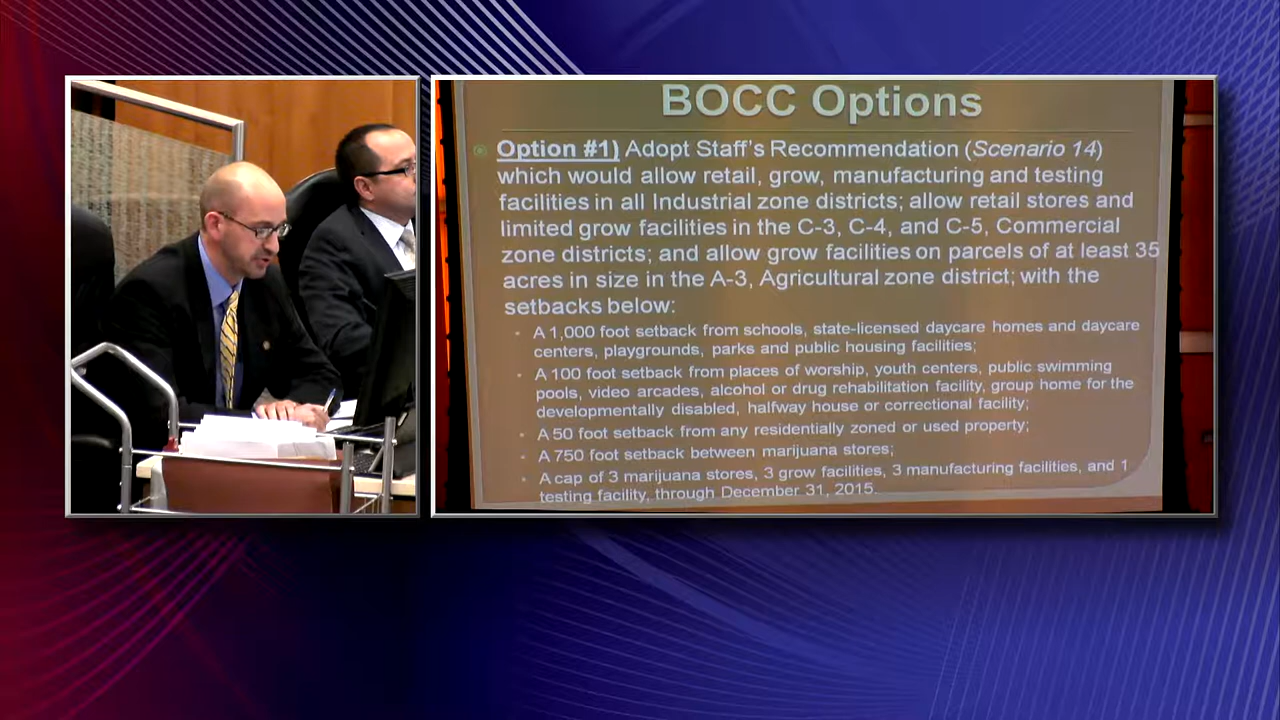 BOCC Options
Option #1) Adopt Staff's Recommendation (Scenario 14)
which would allow retail, grow, manufacturing and testing
facilities in all Industrial zone districts; allow retail stores and
limited grow facilities in the C-3, C-4, and C-5, Commercial
zone districts; and allow grow facilities on parcels of at least 35
acres in size in the A-3, Agricultural zone district; with the
setbacks below:
• A 1,000 foot setback from schools, state-licensed daycare homes and daycare
centers, playgrounds, parks and public housing facilities;
• A 100 foot setback from places of worship, youth centers, public swimming
pools, video arcades, alcohol or drug rehabilitation facility, group home for the
developmentally disabled, halfway house or correctional facility;
• A 50 foot setback from any residentially zoned or used property;
• A 750 foot setback between marijuana stores;
• A cap of 3 marijuana stores, 3 grow facilities, 3 manufacturing facilities, and 1
testing facility, through December 31, 2015.